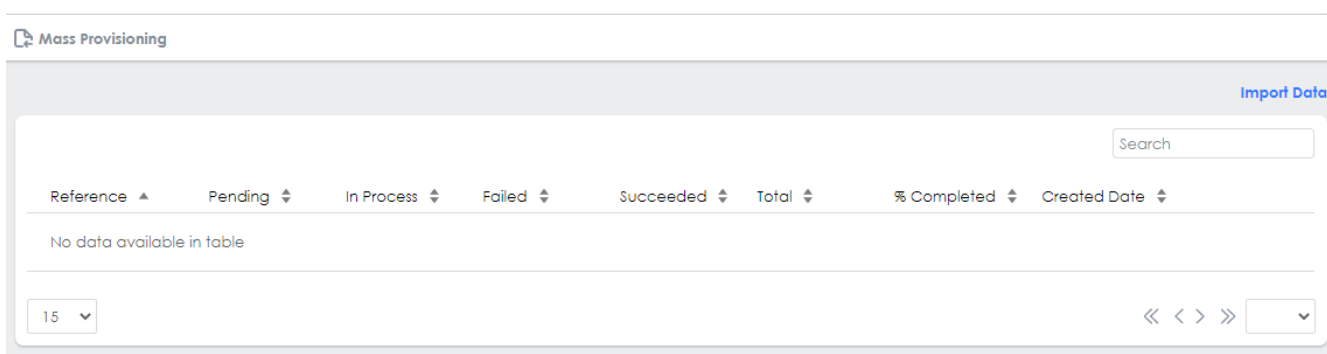 Mass Provisioning
Import Data
Search
Reference Pending In Process Failed Succeeded Total % Completed Created Date
No data available in table
15